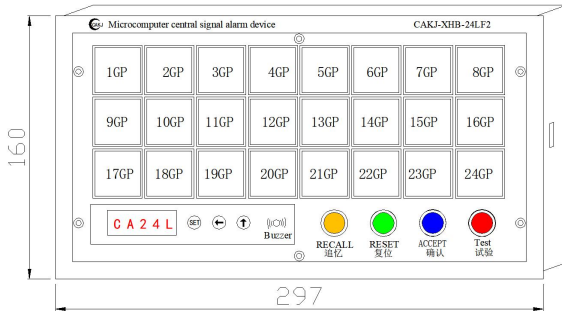 CAKJ Microcomputer central signal alarm device CAKJ-XHB-24LF2
1GP 2GP 3GP 4GP 5GP 6GP 7GP 8GP
9GP 10GP 11GP 12GP 13GP 14GP 15GP 16GP
17GP 18GP 19GP 20GP 21GP 22GP 23GP 24GP
160
CA24L SET ← ↑ ((○)) Buzzer
RECALL RESET ACCEPT Test
追忆 复位 确认 试验
297